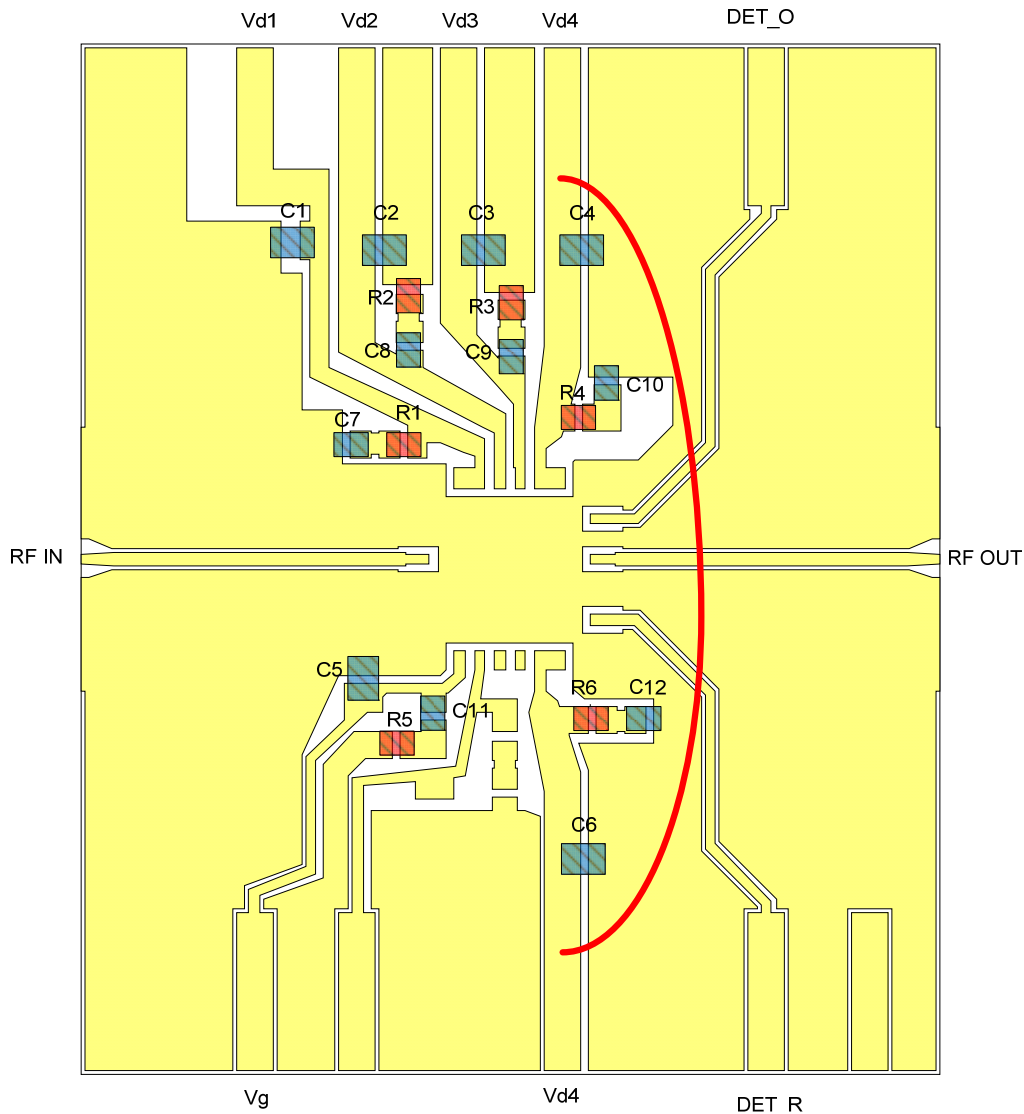 Vd1
Vd2
Vd3
Vd4
DET_O
C1
C2
C3
C4
R2
R3
C8
C9
C10
R4
C7
R1
RF IN
RF OUT
C5
R6
C12
C11
R5
C6
Vg
Vd4
DET_R